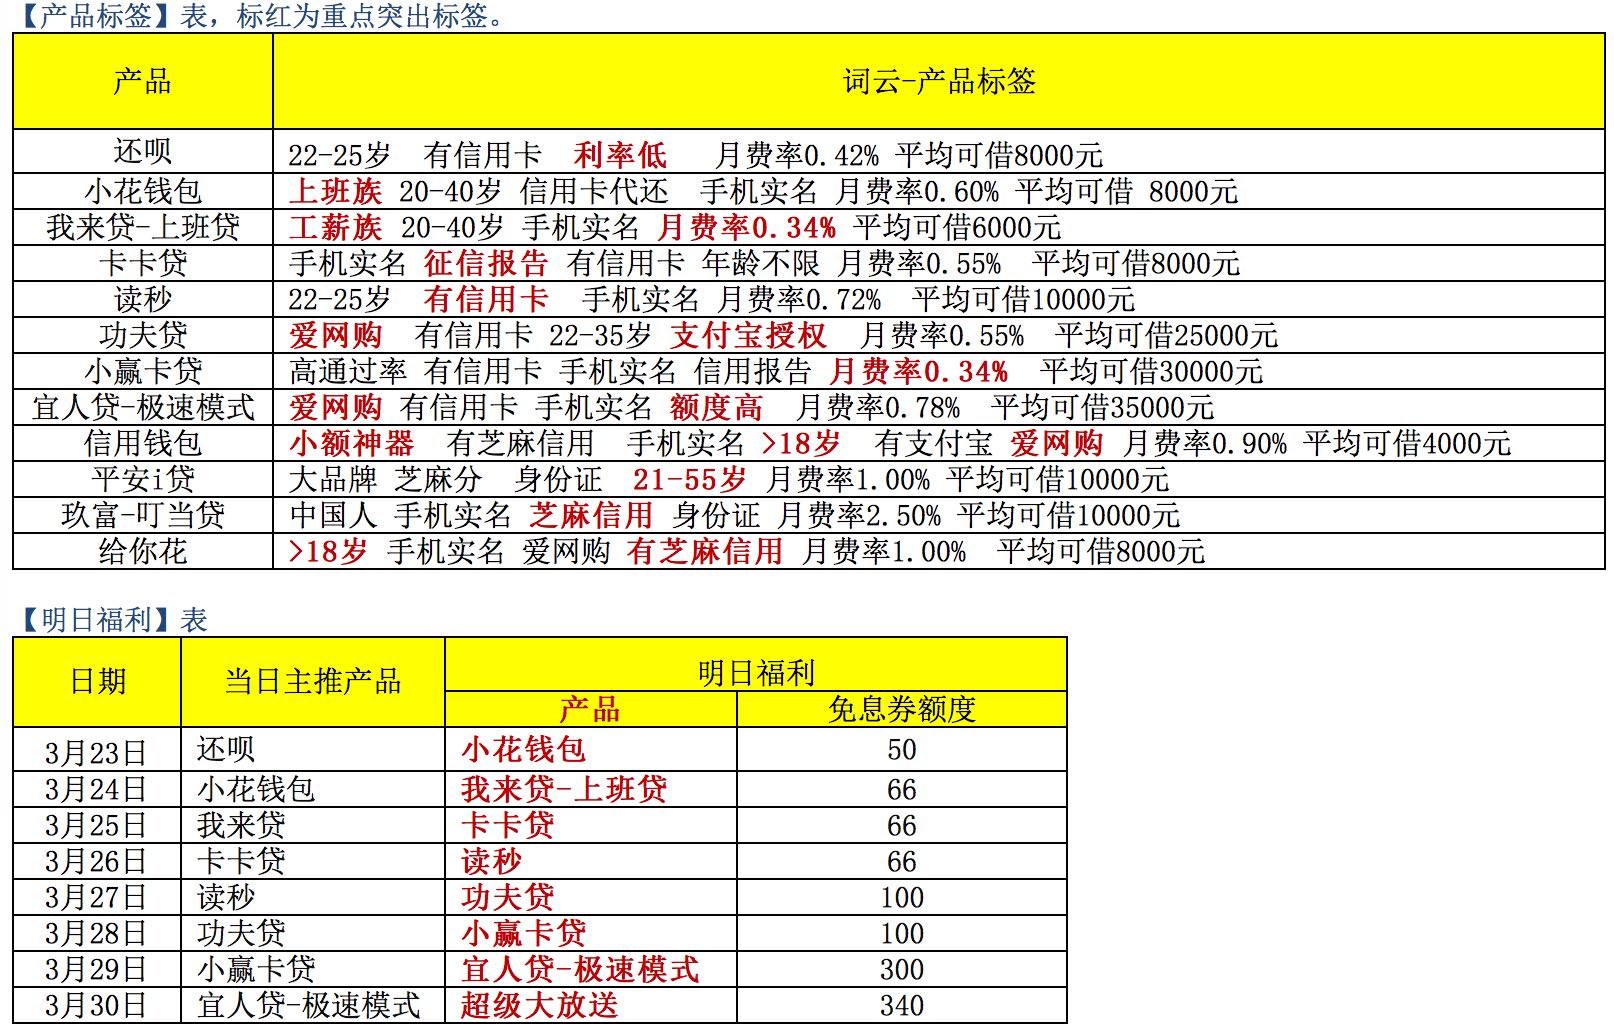 【产品标签】表，标红为重点突出标签。
产品 词云-产品标签
还呗 22-25岁 有信用卡 利率低 月费率0.42% 平均可借8000元
小花钱包 上班族 20-40岁 信用卡代还 手机实名 月费率0.60% 平均可借 8000元
我来贷-上班贷 工薪族 20-40岁 手机实名 月费率0.34% 平均可借6000元
卡卡贷 手机实名 征信报告 有信用卡 年龄不限 月费率0.55% 平均可借8000元
读秒 22-25岁 有信用卡 手机实名 月费率0.72% 平均可借10000元
功夫贷 爱网购 有信用卡 22-35岁 支付宝授权 月费率0.55% 平均可借25000元
小赢卡贷 高通过率 有信用卡 手机实名 信用报告 月费率0.34% 平均可借30000元
宜人贷-极速模式 爱网购 有信用卡 手机实名 额度高 月费率0.78% 平均可借35000元
信用钱包 小额神器 有芝麻信用 手机实名 >18岁 有支付宝 爱网购 月费率0.90% 平均可借4000元
平安i贷 大品牌 芝麻分 身份证 21-55岁 月费率1.00% 平均可借10000元
玖富-叮当贷 中国人 手机实名 芝麻信用 身份证 月费率2.50% 平均可借10000元
给你花 >18岁 手机实名 爱网购 有芝麻信用 月费率1.00% 平均可借8000元
【明日福利】表
日期 当日主推产品 明日福利
产品 免息券额度
3月23日 还呗 小花钱包 50
3月24日 小花钱包 我来贷-上班贷 66
3月25日 我来贷 卡卡贷 66
3月26日 卡卡贷 读秒 66
3月27日 读秒 功夫贷 100
3月28日 功夫贷 小赢卡贷 100
3月29日 小赢卡贷 宜人贷-极速模式 300
3月30日 宜人贷-极速模式 超级大放送 340